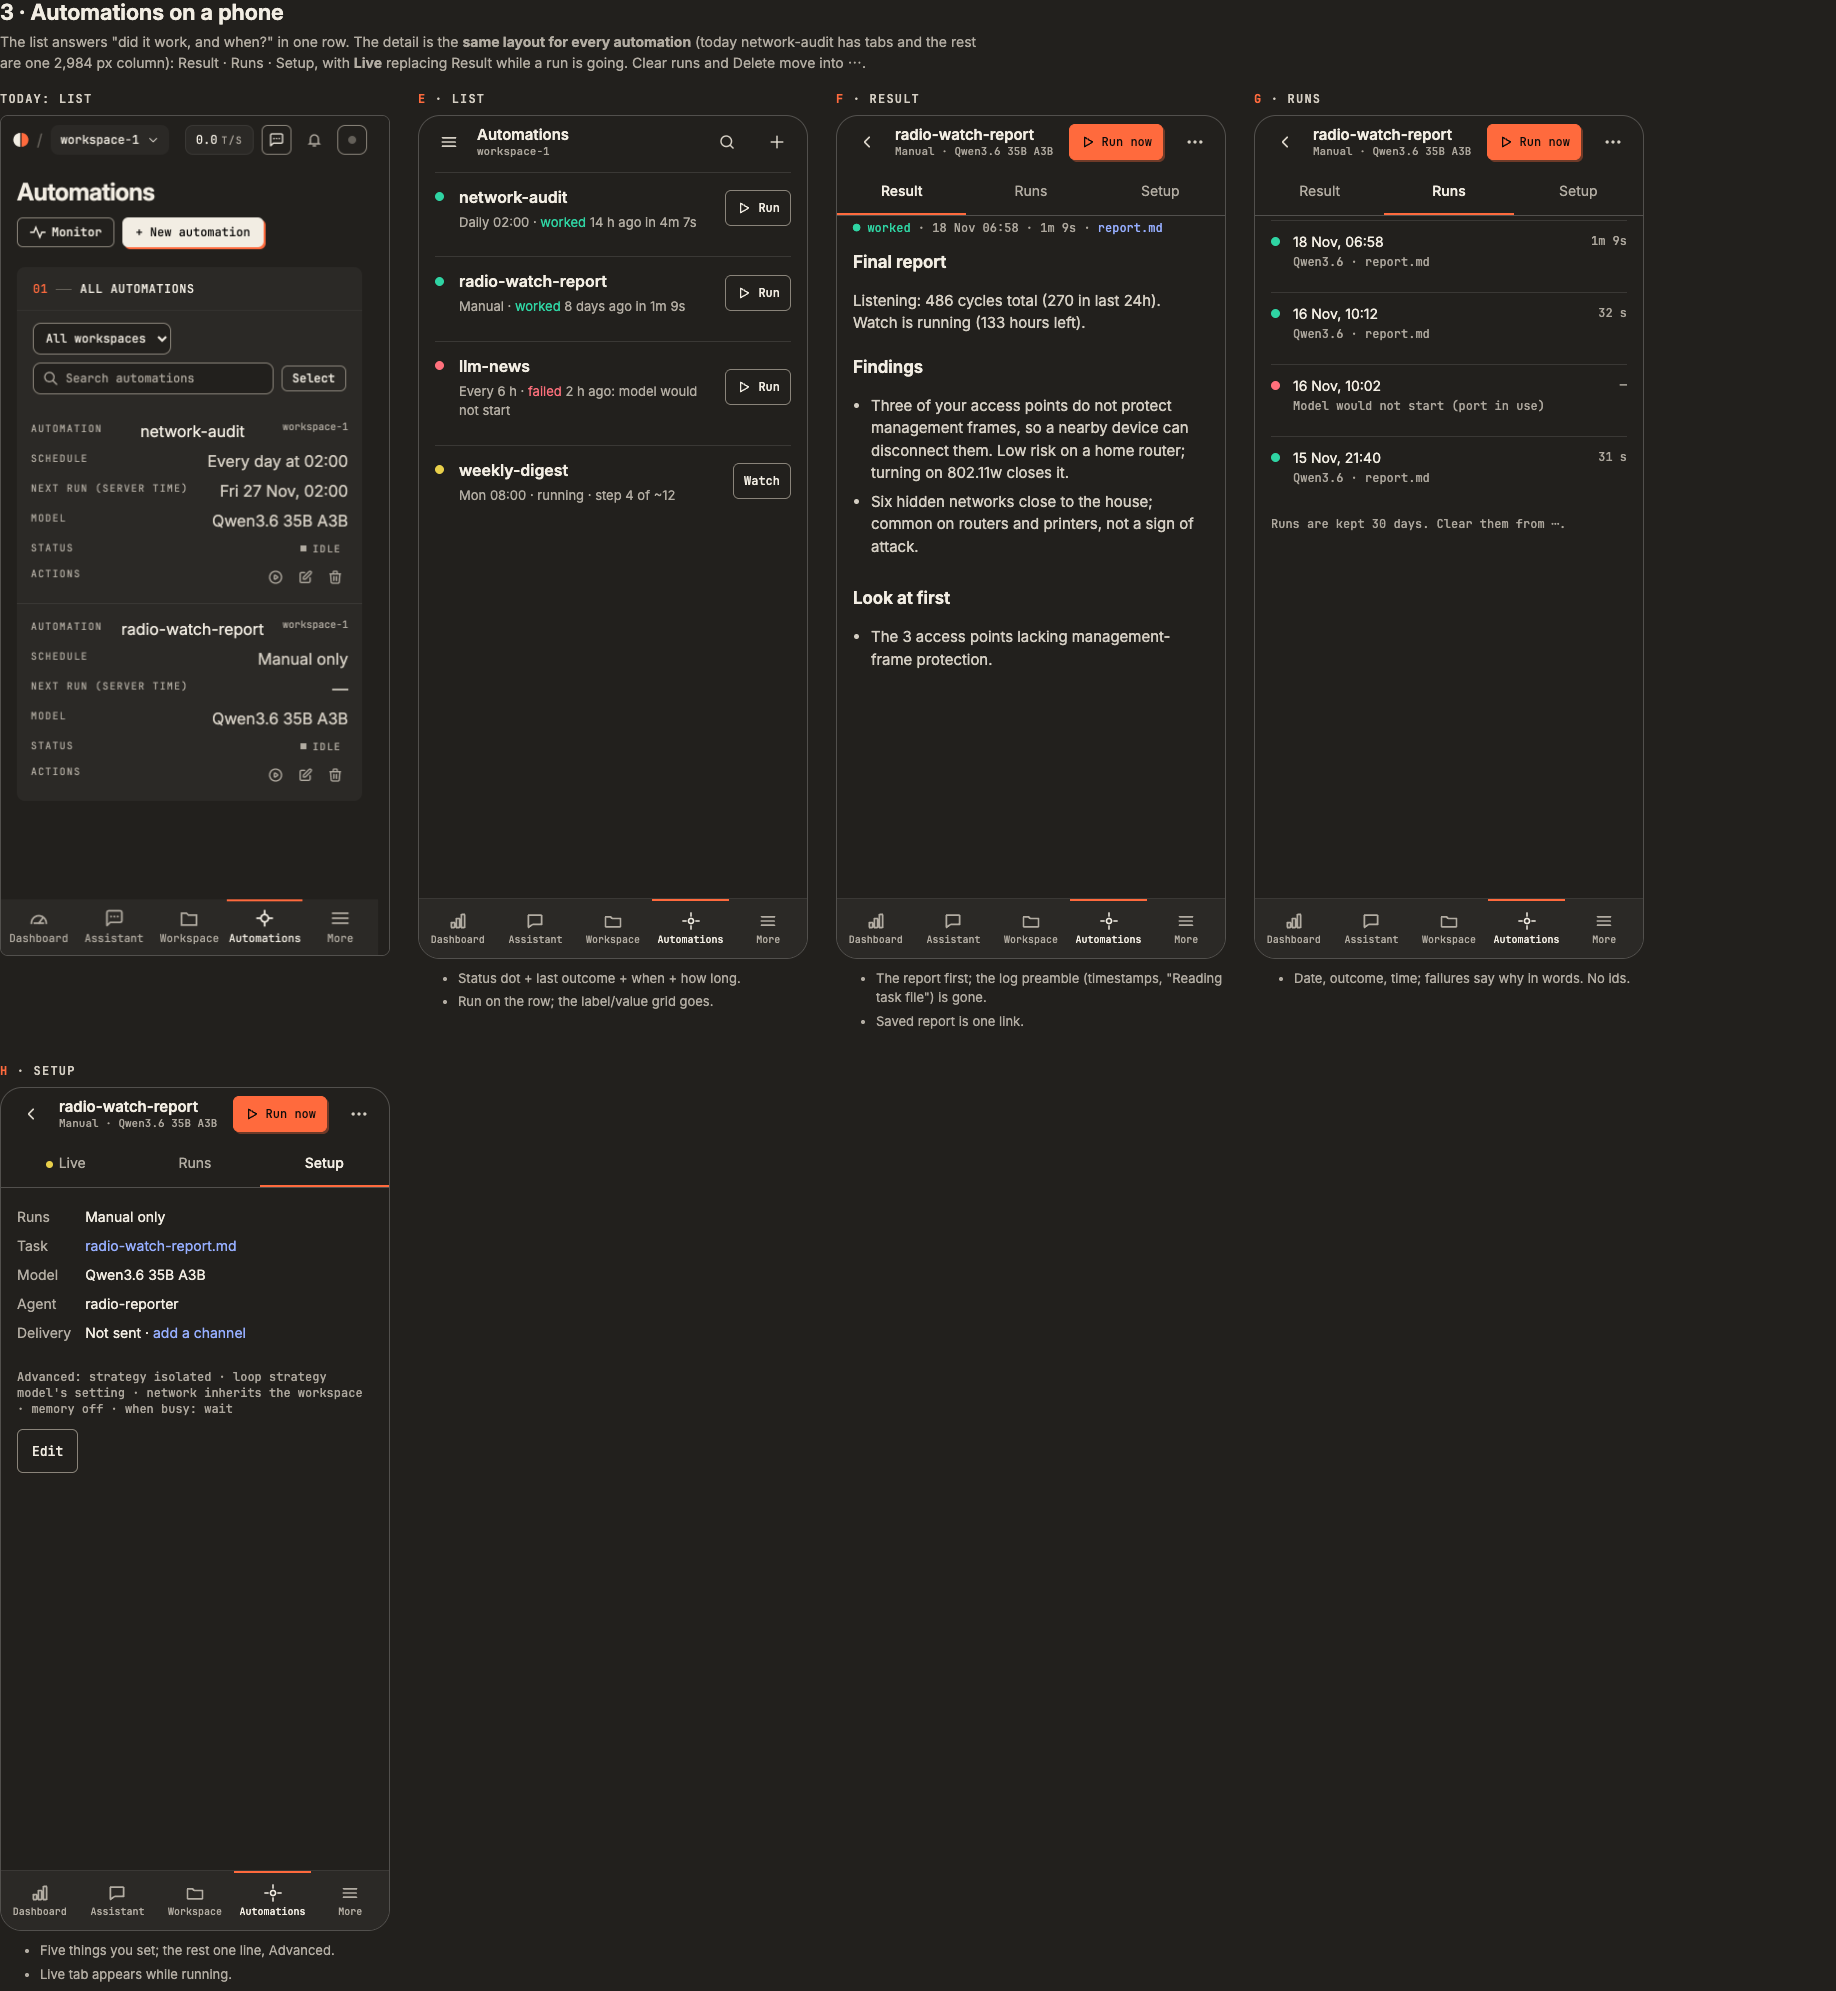 3 · Automations on a phone
The list answers "did it work, and when?" in one row. The detail is the same layout for every automation (today network-audit has tabs and the rest
are one 2,984 px column): Result · Runs · Setup, with Live replacing Result while a run is going. Clear runs and Delete move into ···.
TODAY: LIST
/ workspace-1
0.0 T/S
Automations
Monitor
+ New automation
01 — ALL AUTOMATIONS
All workspaces
Search automations
Select
AUTOMATION network-audit workspace-1
SCHEDULE Every day at 02:00
NEXT RUN (SERVER TIME) Fri 27 Nov, 02:00
MODEL Qwen3.6 35B A3B
STATUS IDLE
ACTIONS
AUTOMATION radio-watch-report workspace-1
SCHEDULE Manual only
NEXT RUN (SERVER TIME) —
MODEL Qwen3.6 35B A3B
STATUS IDLE
ACTIONS
Dashboard Assistant Workspace Automations More
E · LIST
Automations
workspace-1
network-audit
Daily 02:00 · worked 14 h ago in 4m 7s
Run
radio-watch-report
Manual · worked 8 days ago in 1m 9s
Run
llm-news
Every 6 h · failed 2 h ago: model would
not start
Run
weekly-digest
Mon 08:00 · running · step 4 of ~12
Watch
Dashboard Assistant Workspace Automations More
• Status dot + last outcome + when + how long.
• Run on the row; the label/value grid goes.
F · RESULT
radio-watch-report
Manual · Qwen3.6 35B A3B
Run now
···
Result Runs Setup
worked · 18 Nov 06:58 · 1m 9s · report.md
Final report
Listening: 486 cycles total (270 in last 24h).
Watch is running (133 hours left).
Findings
• Three of your access points do not protect
management frames, so a nearby device can
disconnect them. Low risk on a home router;
turning on 802.11w closes it.
• Six hidden networks close to the house;
common on routers and printers, not a sign of
attack.
Look at first
• The 3 access points lacking management-
frame protection.
Dashboard Assistant Workspace Automations More
• The report first; the log preamble (timestamps, "Reading
task file") is gone.
• Saved report is one link.
G · RUNS
radio-watch-report
Manual · Qwen3.6 35B A3B
Run now
···
Result Runs Setup
18 Nov, 06:58 1m 9s
Qwen3.6 · report.md
16 Nov, 10:12 32 s
Qwen3.6 · report.md
16 Nov, 10:02 —
Model would not start (port in use)
15 Nov, 21:40 31 s
Qwen3.6 · report.md
Runs are kept 30 days. Clear them from ⋯.
Dashboard Assistant Workspace Automations More
• Date, outcome, time; failures say why in words. No ids.
H · SETUP
radio-watch-report
Manual · Qwen3.6 35B A3B
Run now
···
Live Runs Setup
Runs Manual only
Task radio-watch-report.md
Model Qwen3.6 35B A3B
Agent radio-reporter
Delivery Not sent · add a channel
Advanced: strategy isolated · loop strategy
model's setting · network inherits the workspace
· memory off · when busy: wait
Edit
Dashboard Assistant Workspace Automations More
• Five things you set; the rest one line, Advanced.
• Live tab appears while running.